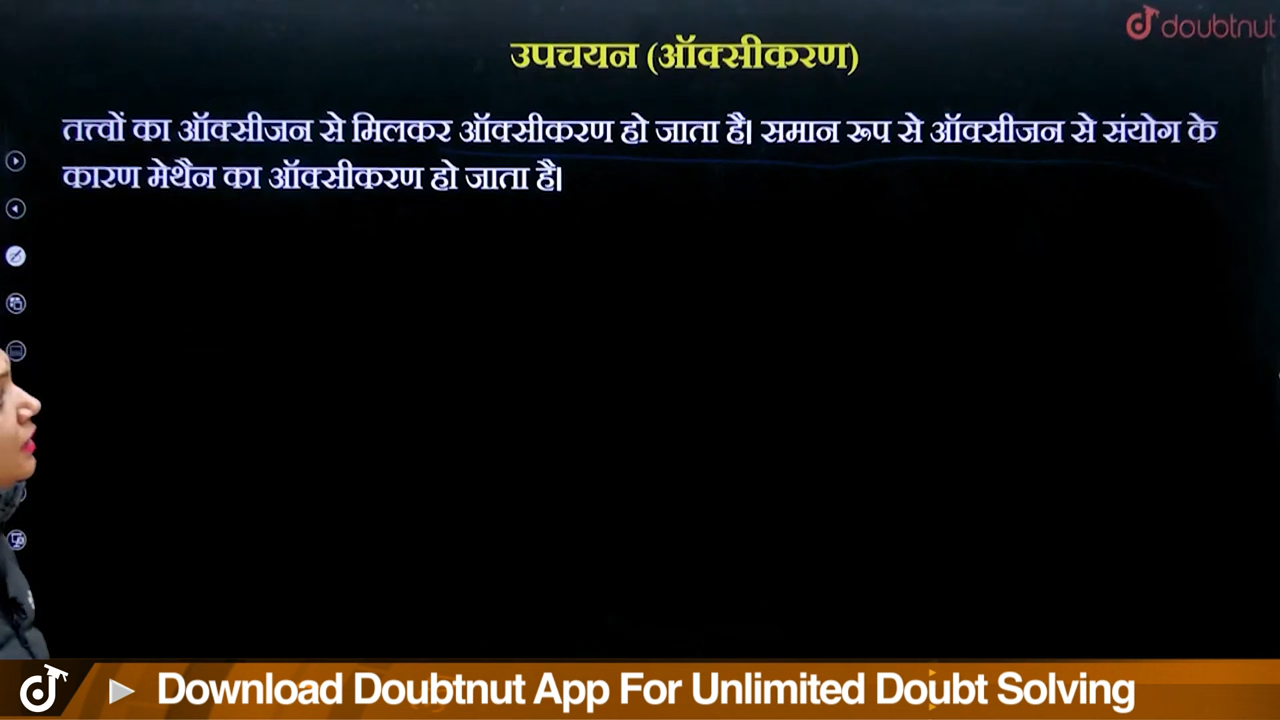 doubtnut
उपचयन (ऑक्सीकरण)
तत्त्वों का ऑक्सीजन से मिलकर ऑक्सीकरण हो जाता है। समान रूप से ऑक्सीजन से संयोग के
कारण मेथैन का ऑक्सीकरण हो जाता है।
Download Doubtnut App For Unlimited Doubt Solving